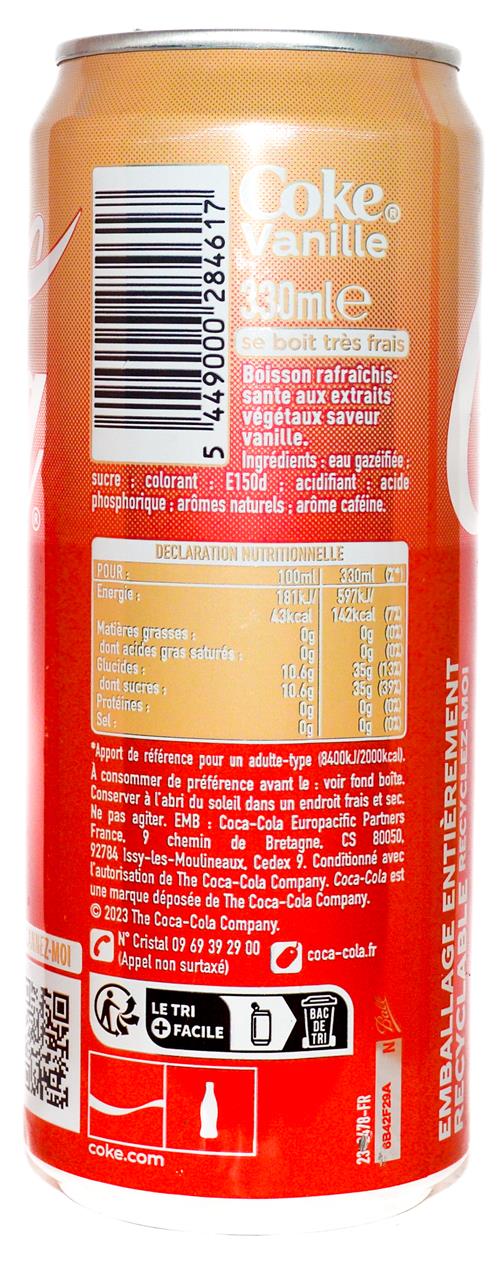 Coke®
Vanille
330ml e
se boit très frais
5 449000 284617
Boisson rafraîchis-
sante aux extraits
végétaux saveur
vanille.
Ingrédients : eau gazéifiée ;
sucre ; colorant : E150d ; acidifiant : acide
phosphorique ; arômes naturels ; arôme caféine.
DECLARATION NUTRITIONNELLE
POUR : 100ml 330ml (%*)
Energie : 181kJ/ 597kJ/
43kcal 142kcal (7%)
Matières grasses : 0g 0g (0%)
dont acides gras saturés : 0g 0g (0%)
Glucides : 10.6g 35g (13%)
dont sucres : 10.6g 35g (39%)
Protéines : 0g 0g (0%)
Sel : 0g 0g (0%)
*Apport de référence pour un adulte-type (8400kJ/2000kcal).
À consommer de préférence avant le : voir fond boîte.
Conserver à l'abri du soleil dans un endroit frais et sec.
Ne pas agiter. EMB : Coca-Cola Europacific Partners
France, 9 chemin de Bretagne, CS 80050,
92784 Issy-les-Moulineaux, Cedex 9. Conditionné avec
l'autorisation de The Coca-Cola Company. Coca-Cola est
une marque déposée de The Coca-Cola Company.
© 2023 The Coca-Cola Company.
N° Cristal 09 69 39 29 00
(Appel non surtaxé)
coca-cola.fr
LE TRI
+ FACILE
BAC
DE
TRI
coke.com
EMBALLAGE ENTIÈREMENT
RECYCLABLE RECYCLEZ-MOI
Ball
N
6B42F29A
-FR
®